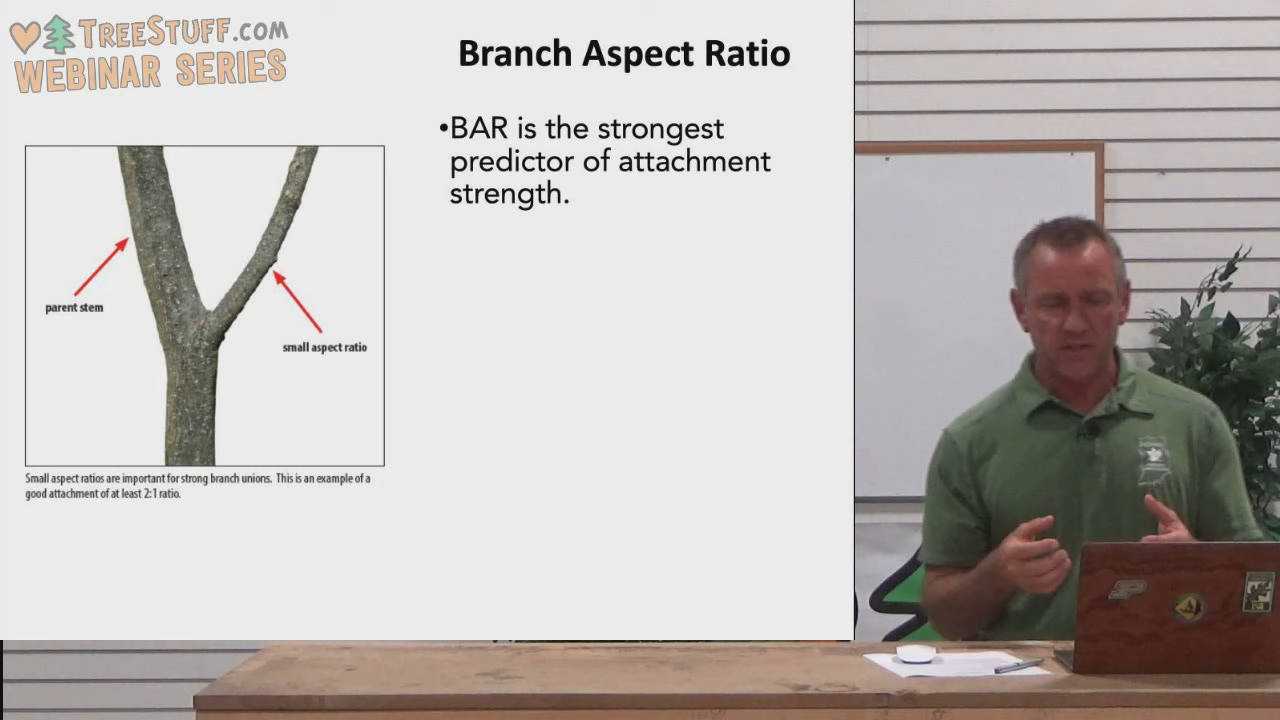 TREESTUFF.COM
WEBINAR SERIES
Branch Aspect Ratio
•BAR is the strongest
predictor of attachment
strength.
parent stem
small aspect ratio
Small aspect ratios are important for strong branch unions. This is an example of a
good attachment of at least 2:1 ratio.